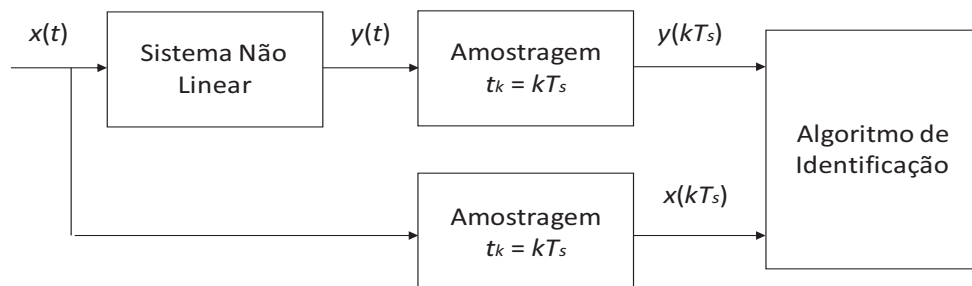 x(t)
Sistema Não
Linear
y(t)
Amostragem
tk = kTs
y(kTs)
Algoritmo de
Identificação
Amostragem
tk = kTs
x(kTs)